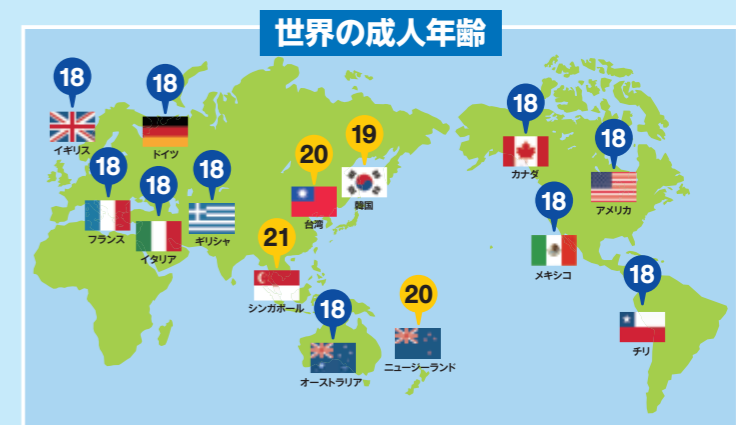 世界の成人年齢
18
イギリス
18
ドイツ
18
フランス
18
イタリア
18
ギリシャ
20
台湾
19
韓国
21
シンガポール
18
オーストラリア
20
ニュージーランド
18
カナダ
18
アメリカ
18
メキシコ
18
チリ